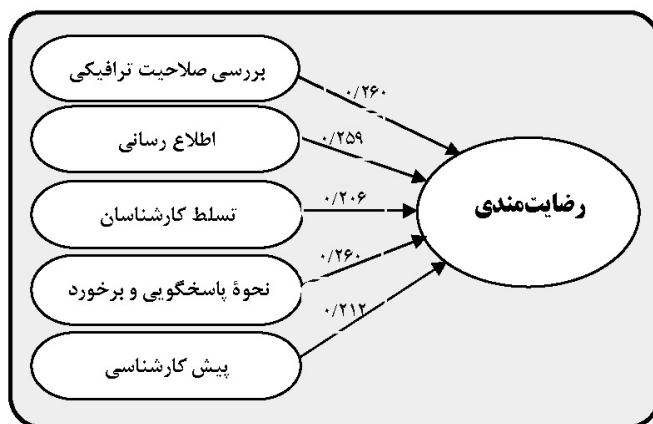 بررسی صلاحیت ترافیکی
۰/۲۶۰
اطلاع رسانی
۰/۲۵۹
تسلط کارشناسان
۰/۲۰۶
رضایت‌مندی
نحوۀ پاسخگویی و برخورد
۰/۲۶۰
پیش کارشناسی
۰/۲۱۲